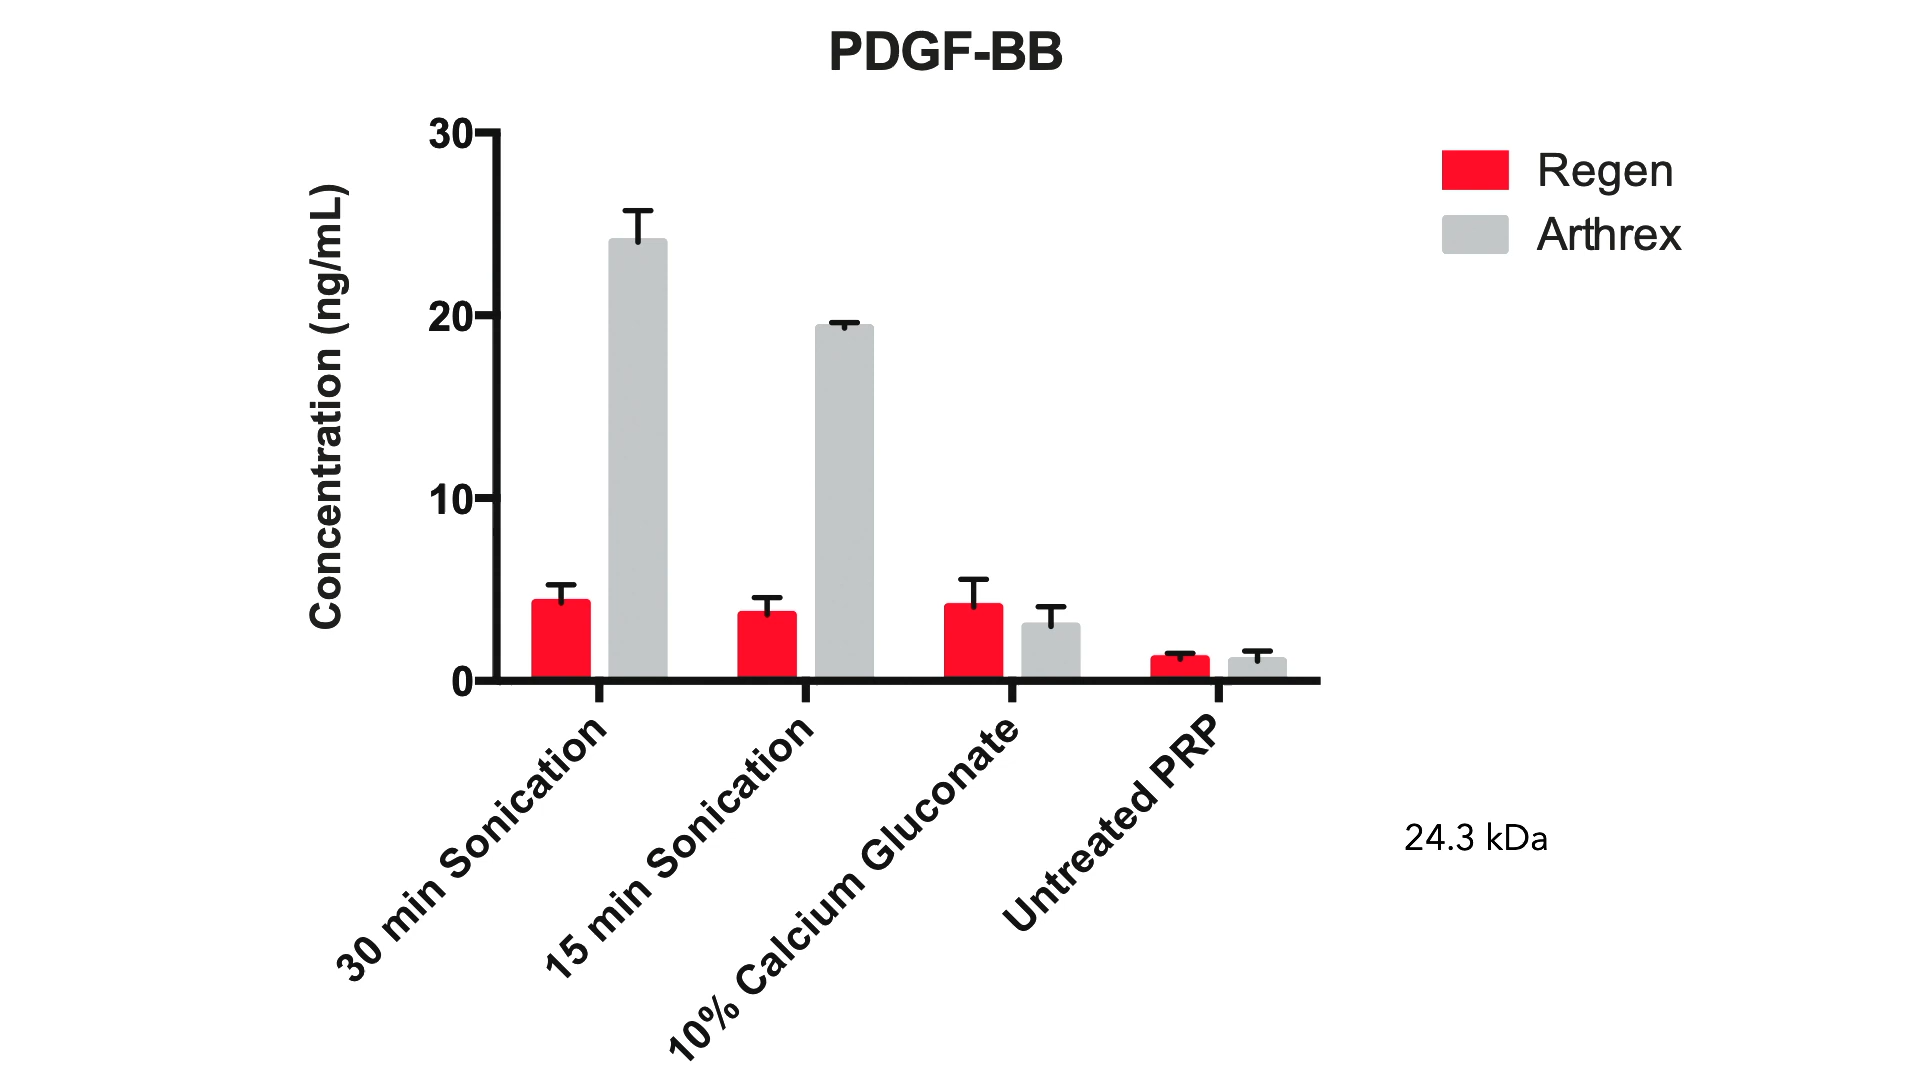 PDGF-BB
Concentration (ng/mL)
30
20
10
0
Regen
Arthrex
30 min Sonication
15 min Sonication
10% Calcium Gluconate
Untreated PRP
24.3 kDa